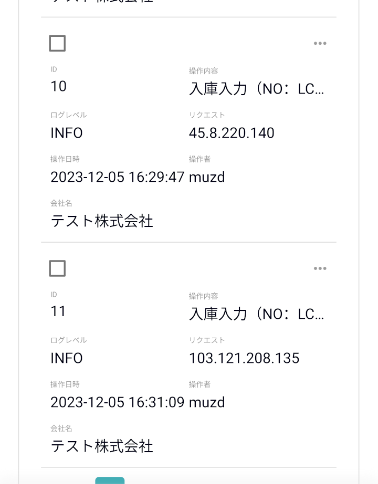 テスト株式会社
ID 操作内容
10 入庫入力（NO：LC...
ログレベル リクエスト
INFO 45.8.220.140
操作日時 操作者
2023-12-05 16:29:47 muzd
会社名
テスト株式会社
ID 操作内容
11 入庫入力（NO：LC...
ログレベル リクエスト
INFO 103.121.208.135
操作日時 操作者
2023-12-05 16:31:09 muzd
会社名
テスト株式会社